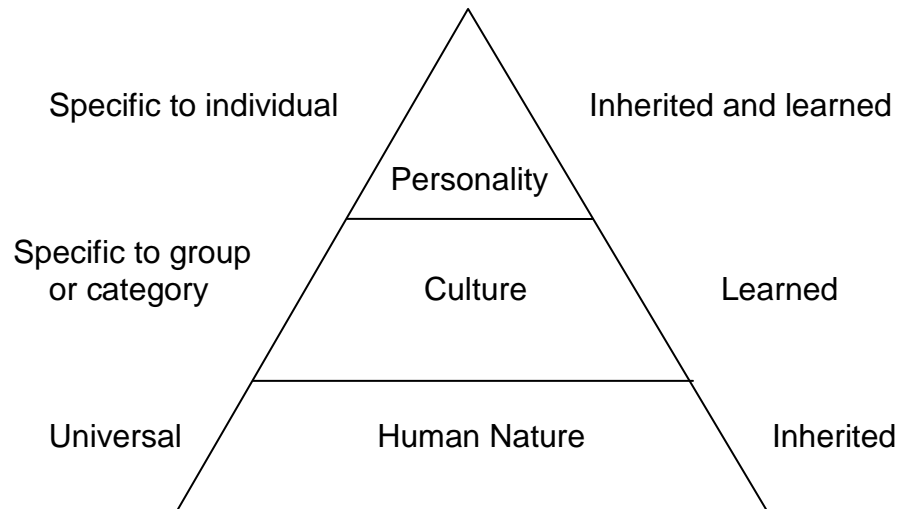 Specific to individual
Inherited and learned
Personality
Specific to group
or category
Culture
Learned
Universal
Human Nature
Inherited